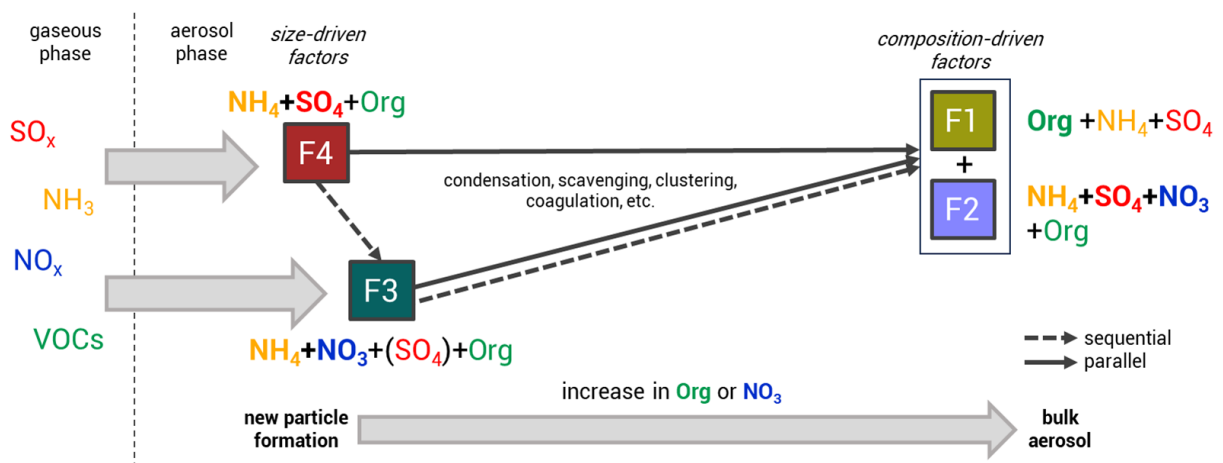 gaseous
phase
aerosol
phase
size-driven
factors
composition-driven
factors
NH₄+SO₄+Org
SOₓ
F4
F1
Org +NH₄+SO₄
+
condensation, scavenging, clustering,
coagulation, etc.
NH₃
F2
NH₄+SO₄+NO₃
+Org
NOₓ
F3
VOCs
NH₄+NO₃+(SO₄)+Org
sequential
parallel
increase in Org or NO₃
new particle
formation
bulk
aerosol